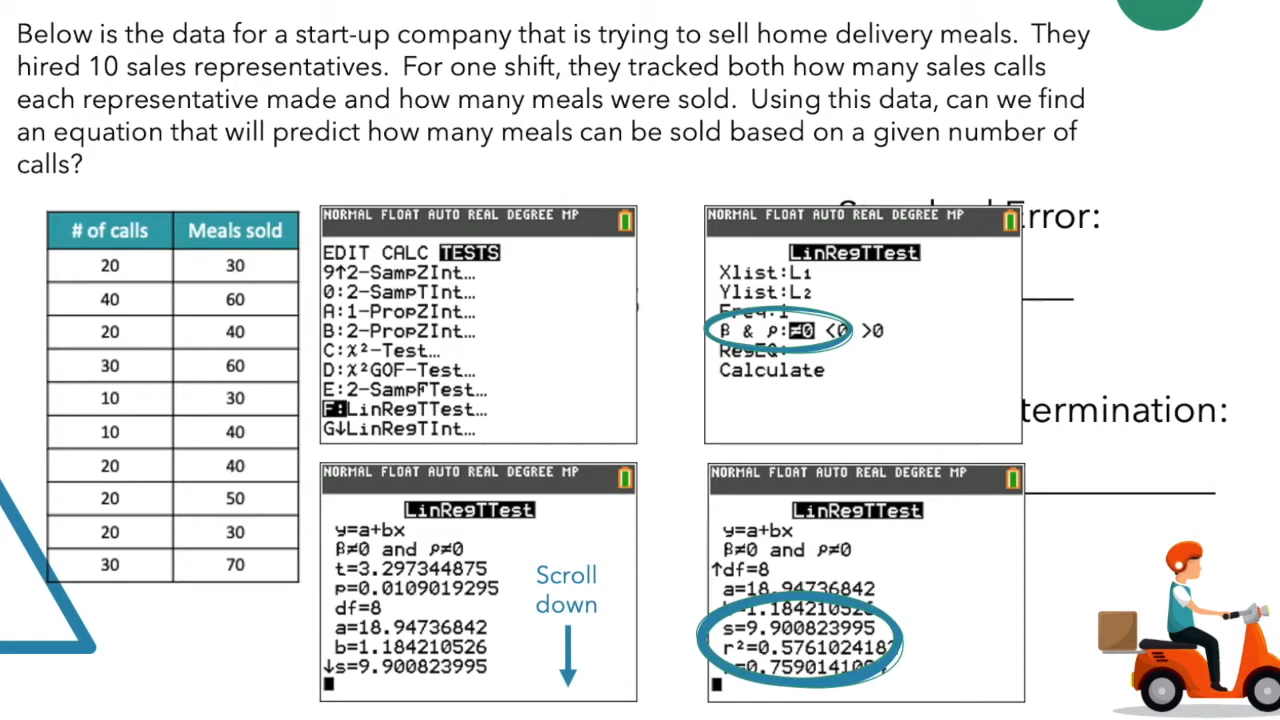 Below is the data for a start-up company that is trying to sell home delivery meals. They
hired 10 sales representatives. For one shift, they tracked both how many sales calls
each representative made and how many meals were sold. Using this data, can we find
an equation that will predict how many meals can be sold based on a given number of
calls?
# of calls Meals sold
20 30
40 60
20 40
30 60
10 30
10 40
20 40
20 50
20 30
30 70
NORMAL FLOAT AUTO REAL DEGREE MP
EDIT CALC TESTS
9↑2-SampZInt…
0:2-SampTInt…
A:1-PropZInt…
B:2-PropZInt…
C:χ²-Test…
D:χ²GOF-Test…
E:2-SampFTest…
F:LinRegTTest…
G↓LinRegTInt…
NORMAL FLOAT AUTO REAL DEGREE MP
LinRegTTest
Xlist:L₁
Ylist:L₂
Freq:1
β & ρ:≠0 <0 >0
RegEQ:
Calculate
Error:
termination:
NORMAL FLOAT AUTO REAL DEGREE MP
LinRegTTest
y=a+bx
β≠0 and ρ≠0
t=3.297344875
p=0.0109019295
df=8
a=18.94736842
b=1.184210526
↓s=9.900823995
Scroll
down
NORMAL FLOAT AUTO REAL DEGREE MP
LinRegTTest
y=a+bx
β≠0 and ρ≠0
↑df=8
a=18.94736842
b=1.184210526
s=9.900823995
r²=0.576102418